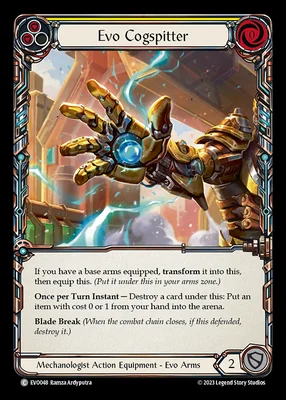 Evo Cogspitter
If you have a base arms equipped, transform it into this,
then equip this. (Put it under this in your arms zone.)
Once per Turn Instant — Destroy a card under this: Put an
item with cost 0 or 1 from your hand into the arena.
Blade Break (When the combat chain closes, if this defended,
destroy it.)
Mechanologist Action Equipment - Evo Arms
2
C EVO048 Ramza Ardyputra
© 2023 Legend Story Studios